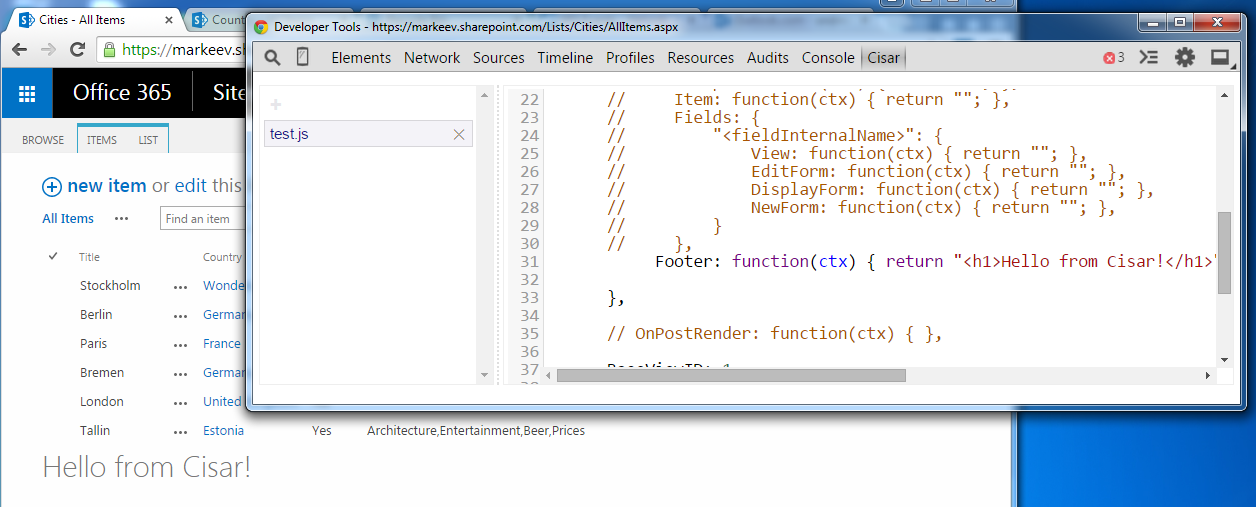 Cities - All Items
Count
Developer Tools - https://markeev.sharepoint.com/Lists/Cities/AllItems.aspx
https://markeev.sh
Elements Network Sources Timeline Profiles Resources Audits Console Cisar 3
Office 365 Site
BROWSE ITEMS LIST
new item or edit this
All Items ...
Find an item
Title Country
Stockholm ... Wonde
Berlin ... German
Paris ... France
Bremen ... German
London ... United
Tallin ... Estonia Yes Architecture,Entertainment,Beer,Prices
Hello from Cisar!
+
test.js
22 // Item: function(ctx) { return ""; },
23 // Fields: {
24 // "<fieldInternalName>": {
25 // View: function(ctx) { return ""; },
26 // EditForm: function(ctx) { return ""; },
27 // DisplayForm: function(ctx) { return ""; },
28 // NewForm: function(ctx) { return ""; },
29 // }
30 // },
31 Footer: function(ctx) { return "<h1>Hello from Cisar!</h1>"
32
33 },
34
35 // OnPostRender: function(ctx) { },
36
37